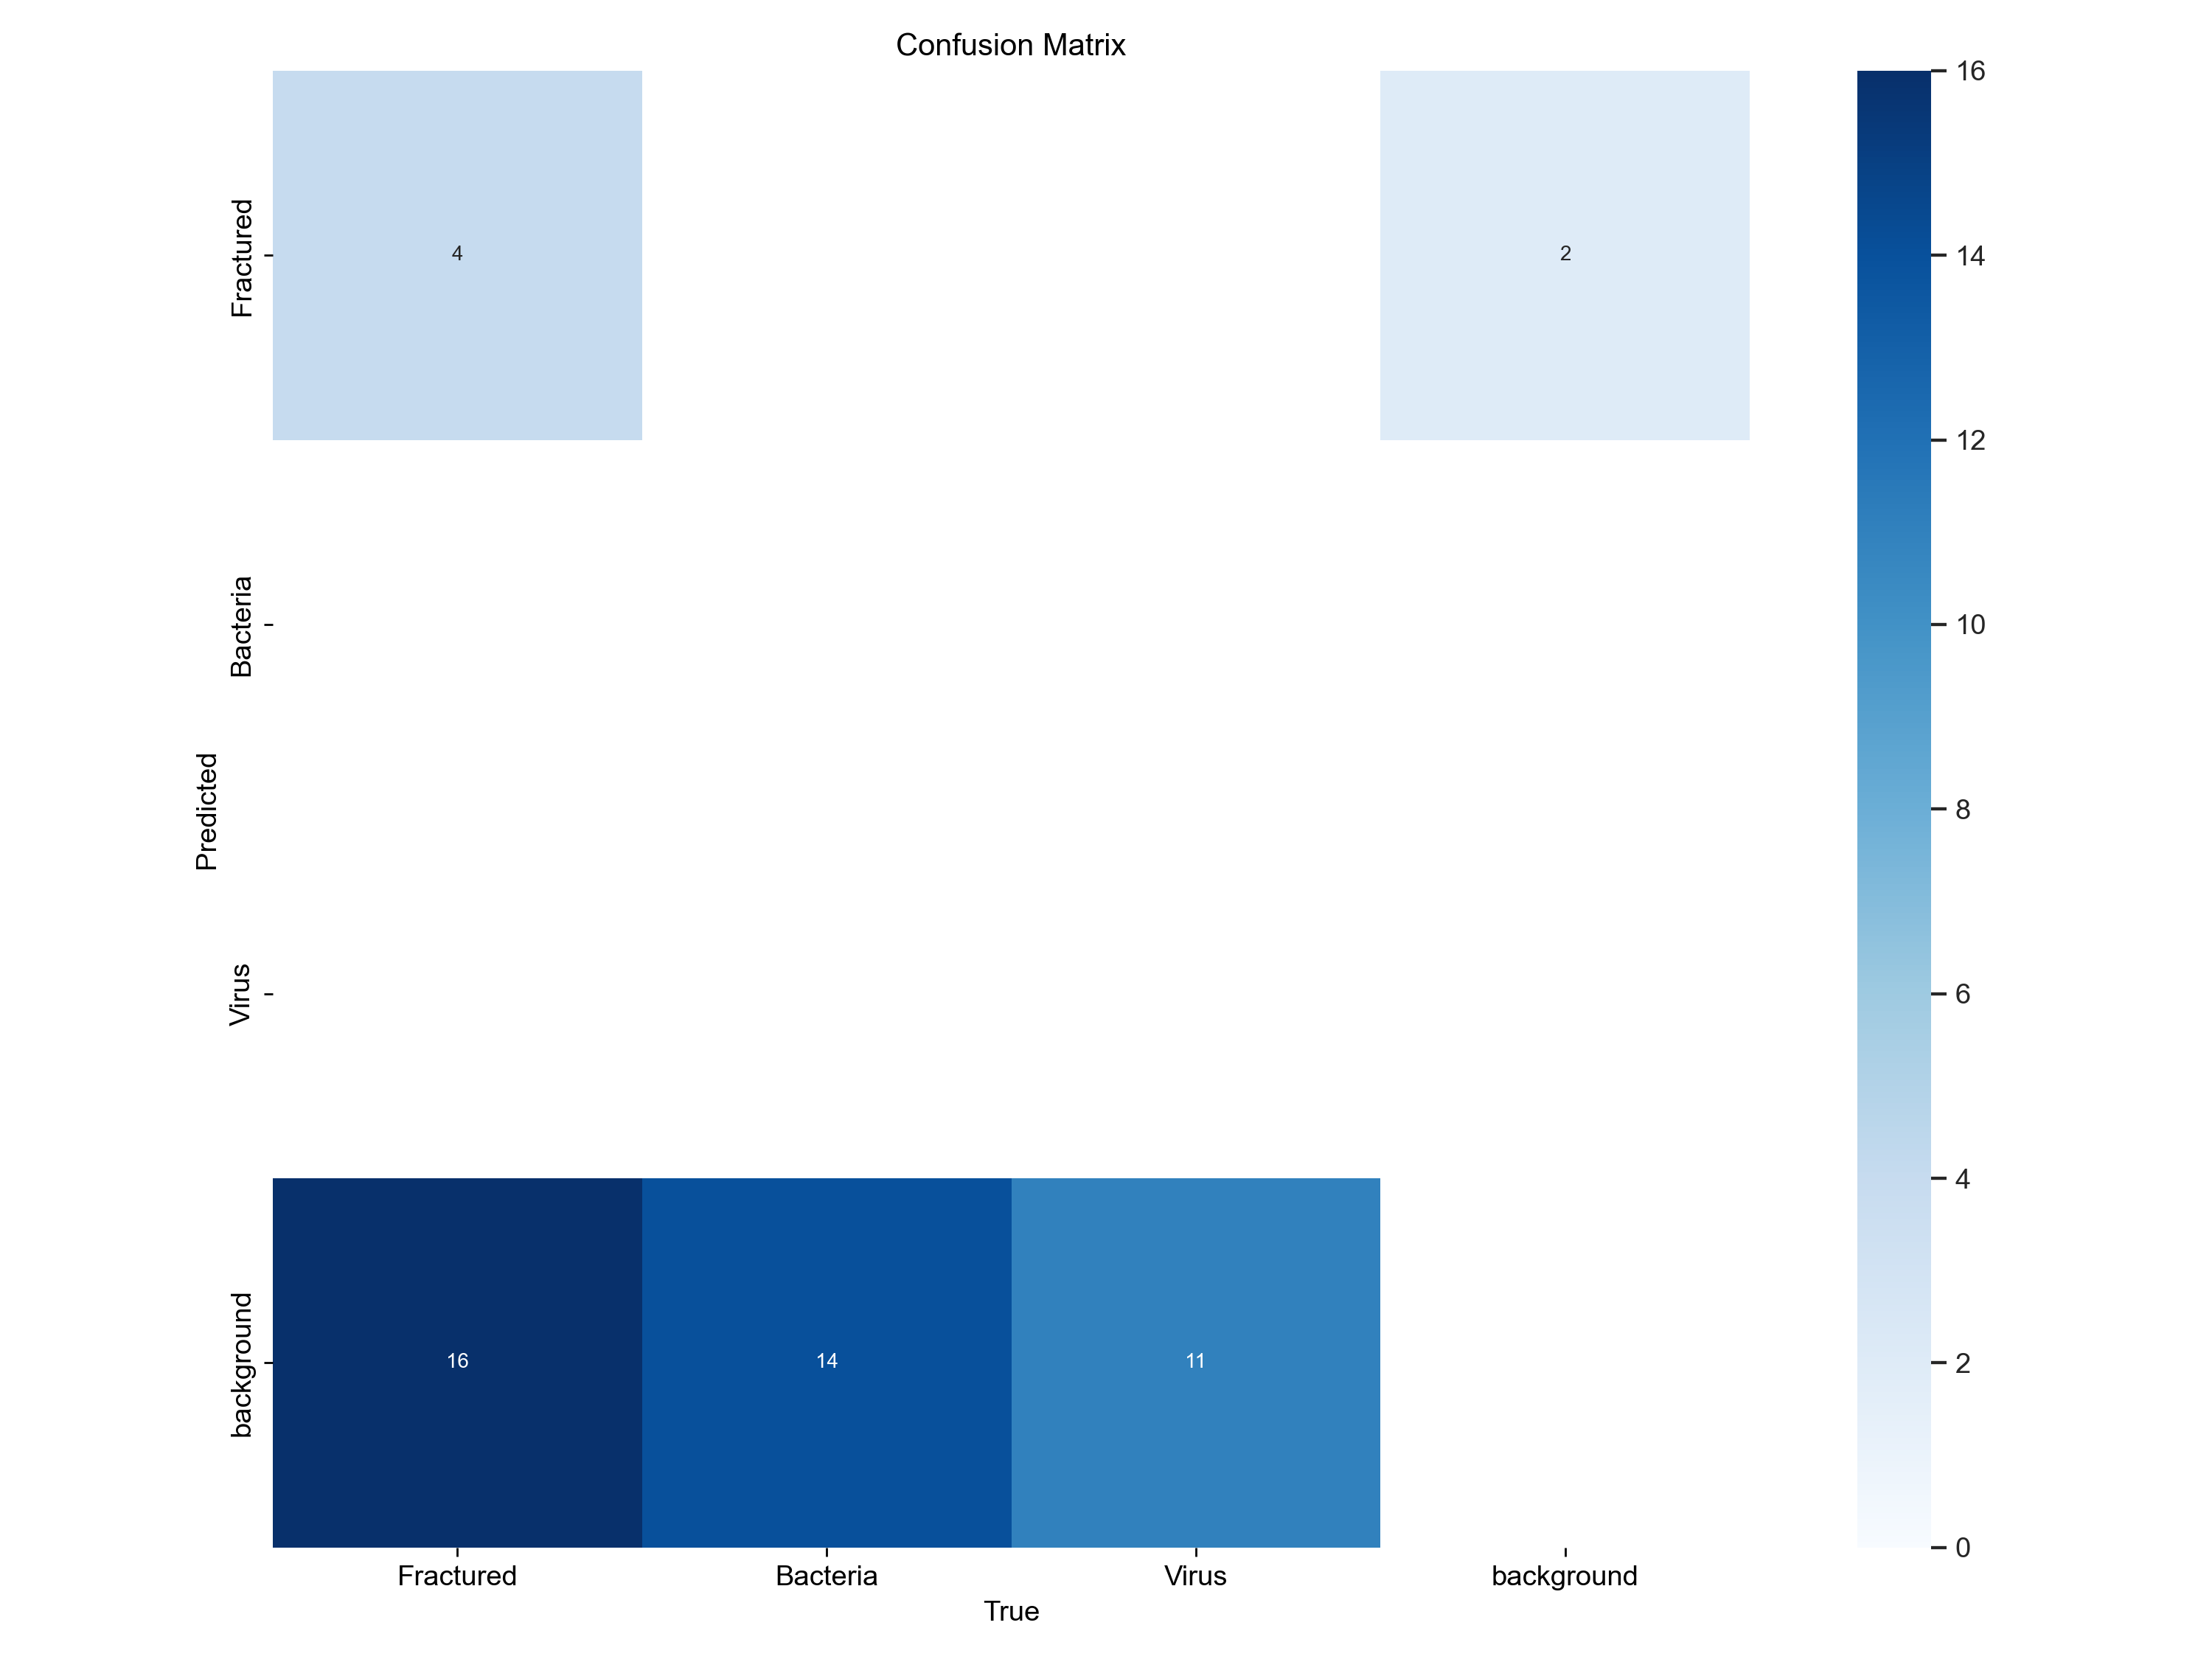 Confusion Matrix
Fractured
4
2
Bacteria
Predicted
Virus
background
16
14
11
Fractured
Bacteria
Virus
background
True
16
14
12
10
8
6
4
2
0